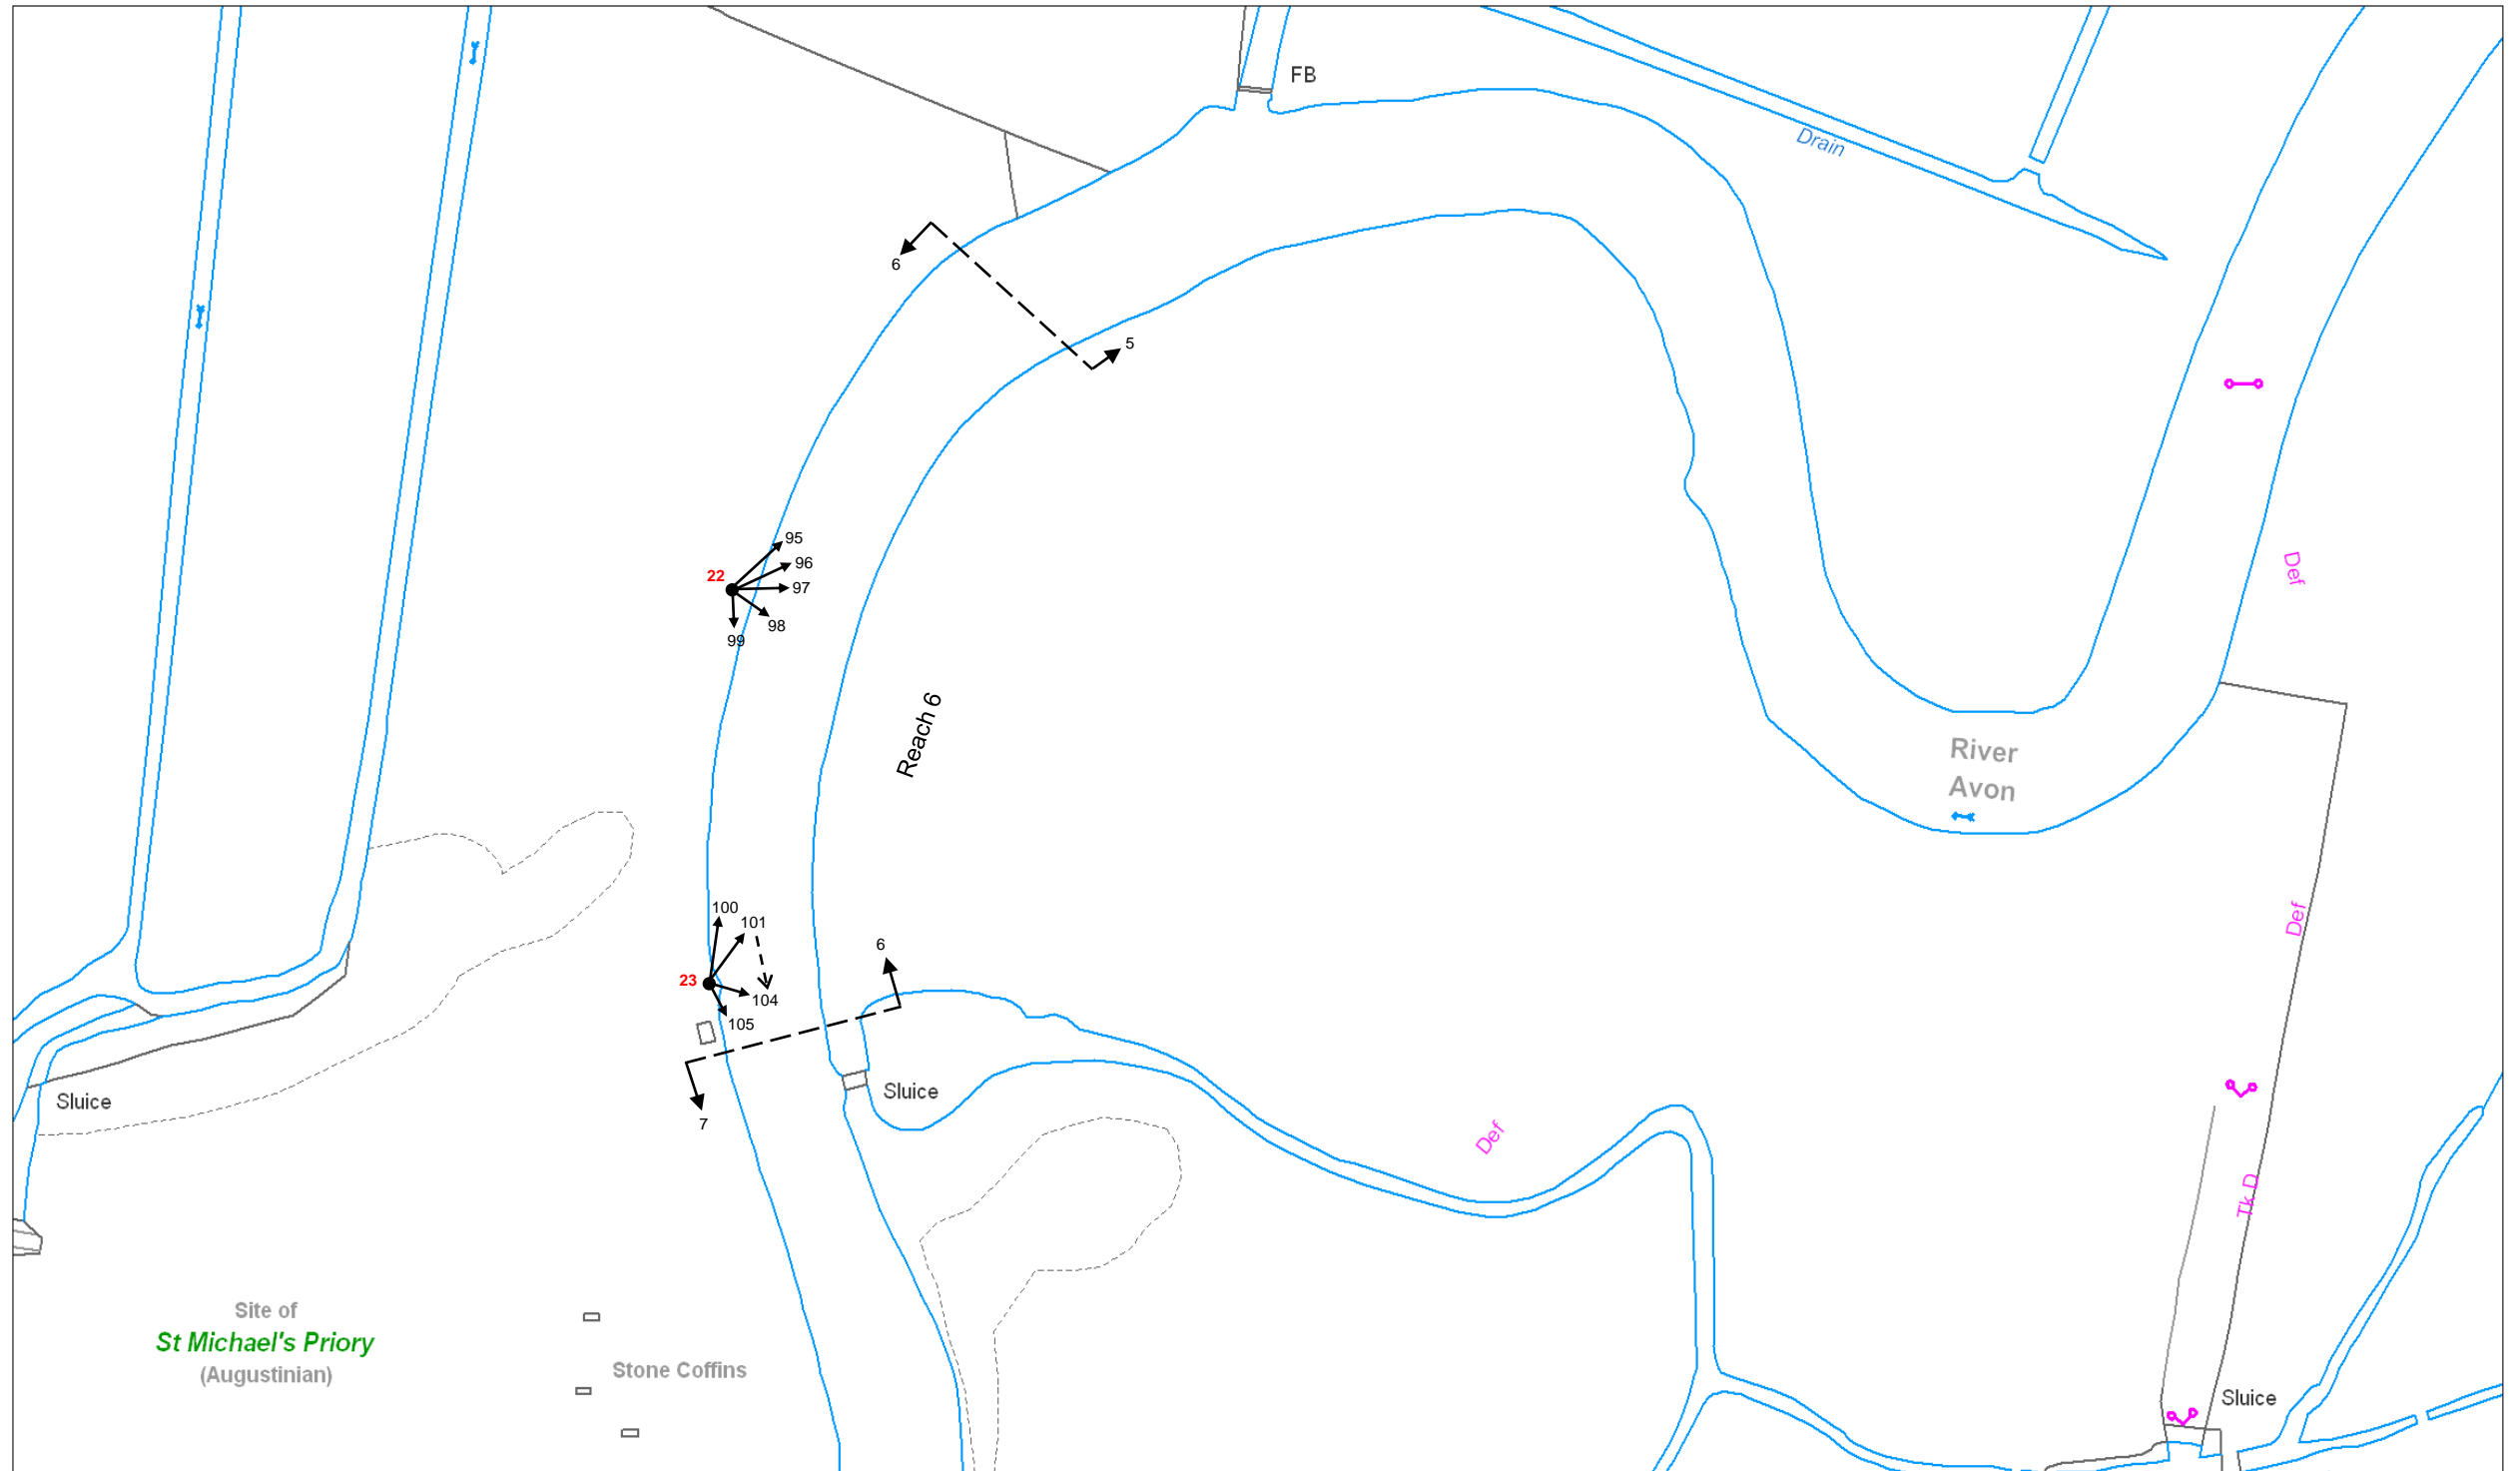 FB
Drain
6
5
95
96
22
97
98
99
Def
Reach 6
River
Avon
100
101
Def
6
23
104
105
Sluice
Sluice
7
Def
Tk D
Site of
St Michael's Priory
(Augustinian)
Stone Coffins
Sluice